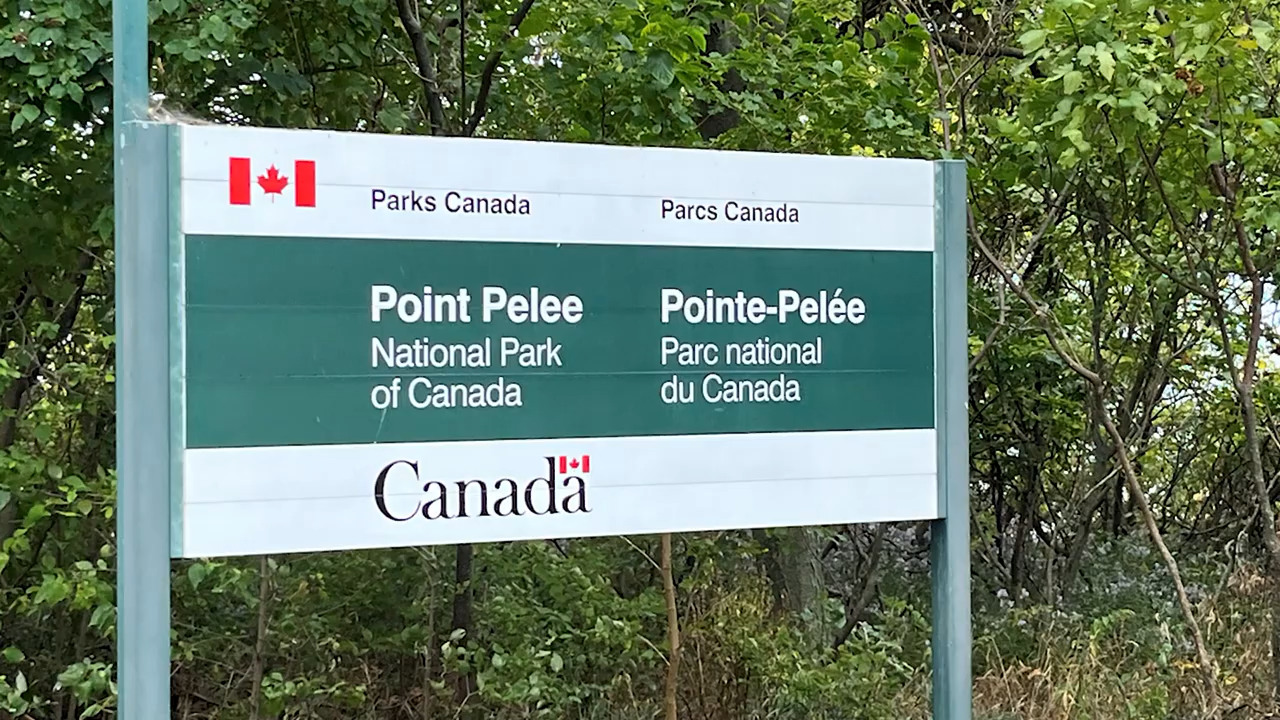 Parks Canada
Parcs Canada
Point Pelee
National Park
of Canada
Pointe-Pelée
Parc national
du Canada
Canada